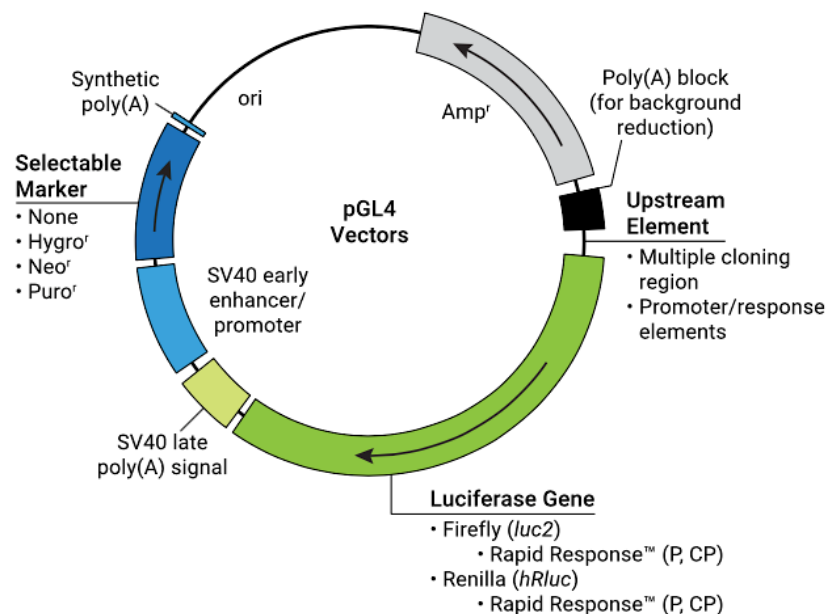 Synthetic
poly(A)
ori
Ampʳ
Poly(A) block
(for background
reduction)
Selectable
Marker
• None
• Hygroʳ
• Neoʳ
• Puroʳ
pGL4
Vectors
Upstream
Element
• Multiple cloning
region
• Promoter/response
elements
SV40 early
enhancer/
promoter
SV40 late
poly(A) signal
Luciferase Gene
• Firefly (luc2)
• Rapid Response™ (P, CP)
• Renilla (hRluc)
• Rapid Response™ (P, CP)